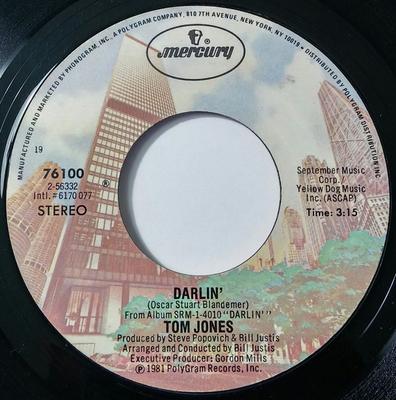 MANUFACTURED AND MARKETED BY PHONOGRAM, INC., A POLYGRAM COMPANY, 810 7TH AVENUE, NEW YORK, NY 10019 • DISTRIBUTED BY POLYGRAM DISTRIBUTION, INC.
mercury
19
76100
2-56332
Intl. #6170 077
STEREO
®
September Music
Corp./
Yellow Dog Music
Inc. (ASCAP)
Time: 3:15
DARLIN'
(Oscar Stuart Blandemer)
From Album SRM-1-4010 "DARLIN'"
TOM JONES
Produced by Steve Popovich & Bill Justis
Arranged and Conducted by Bill Justis
Executive Producer: Gordon Mills
℗ 1981 PolyGram Records, Inc.